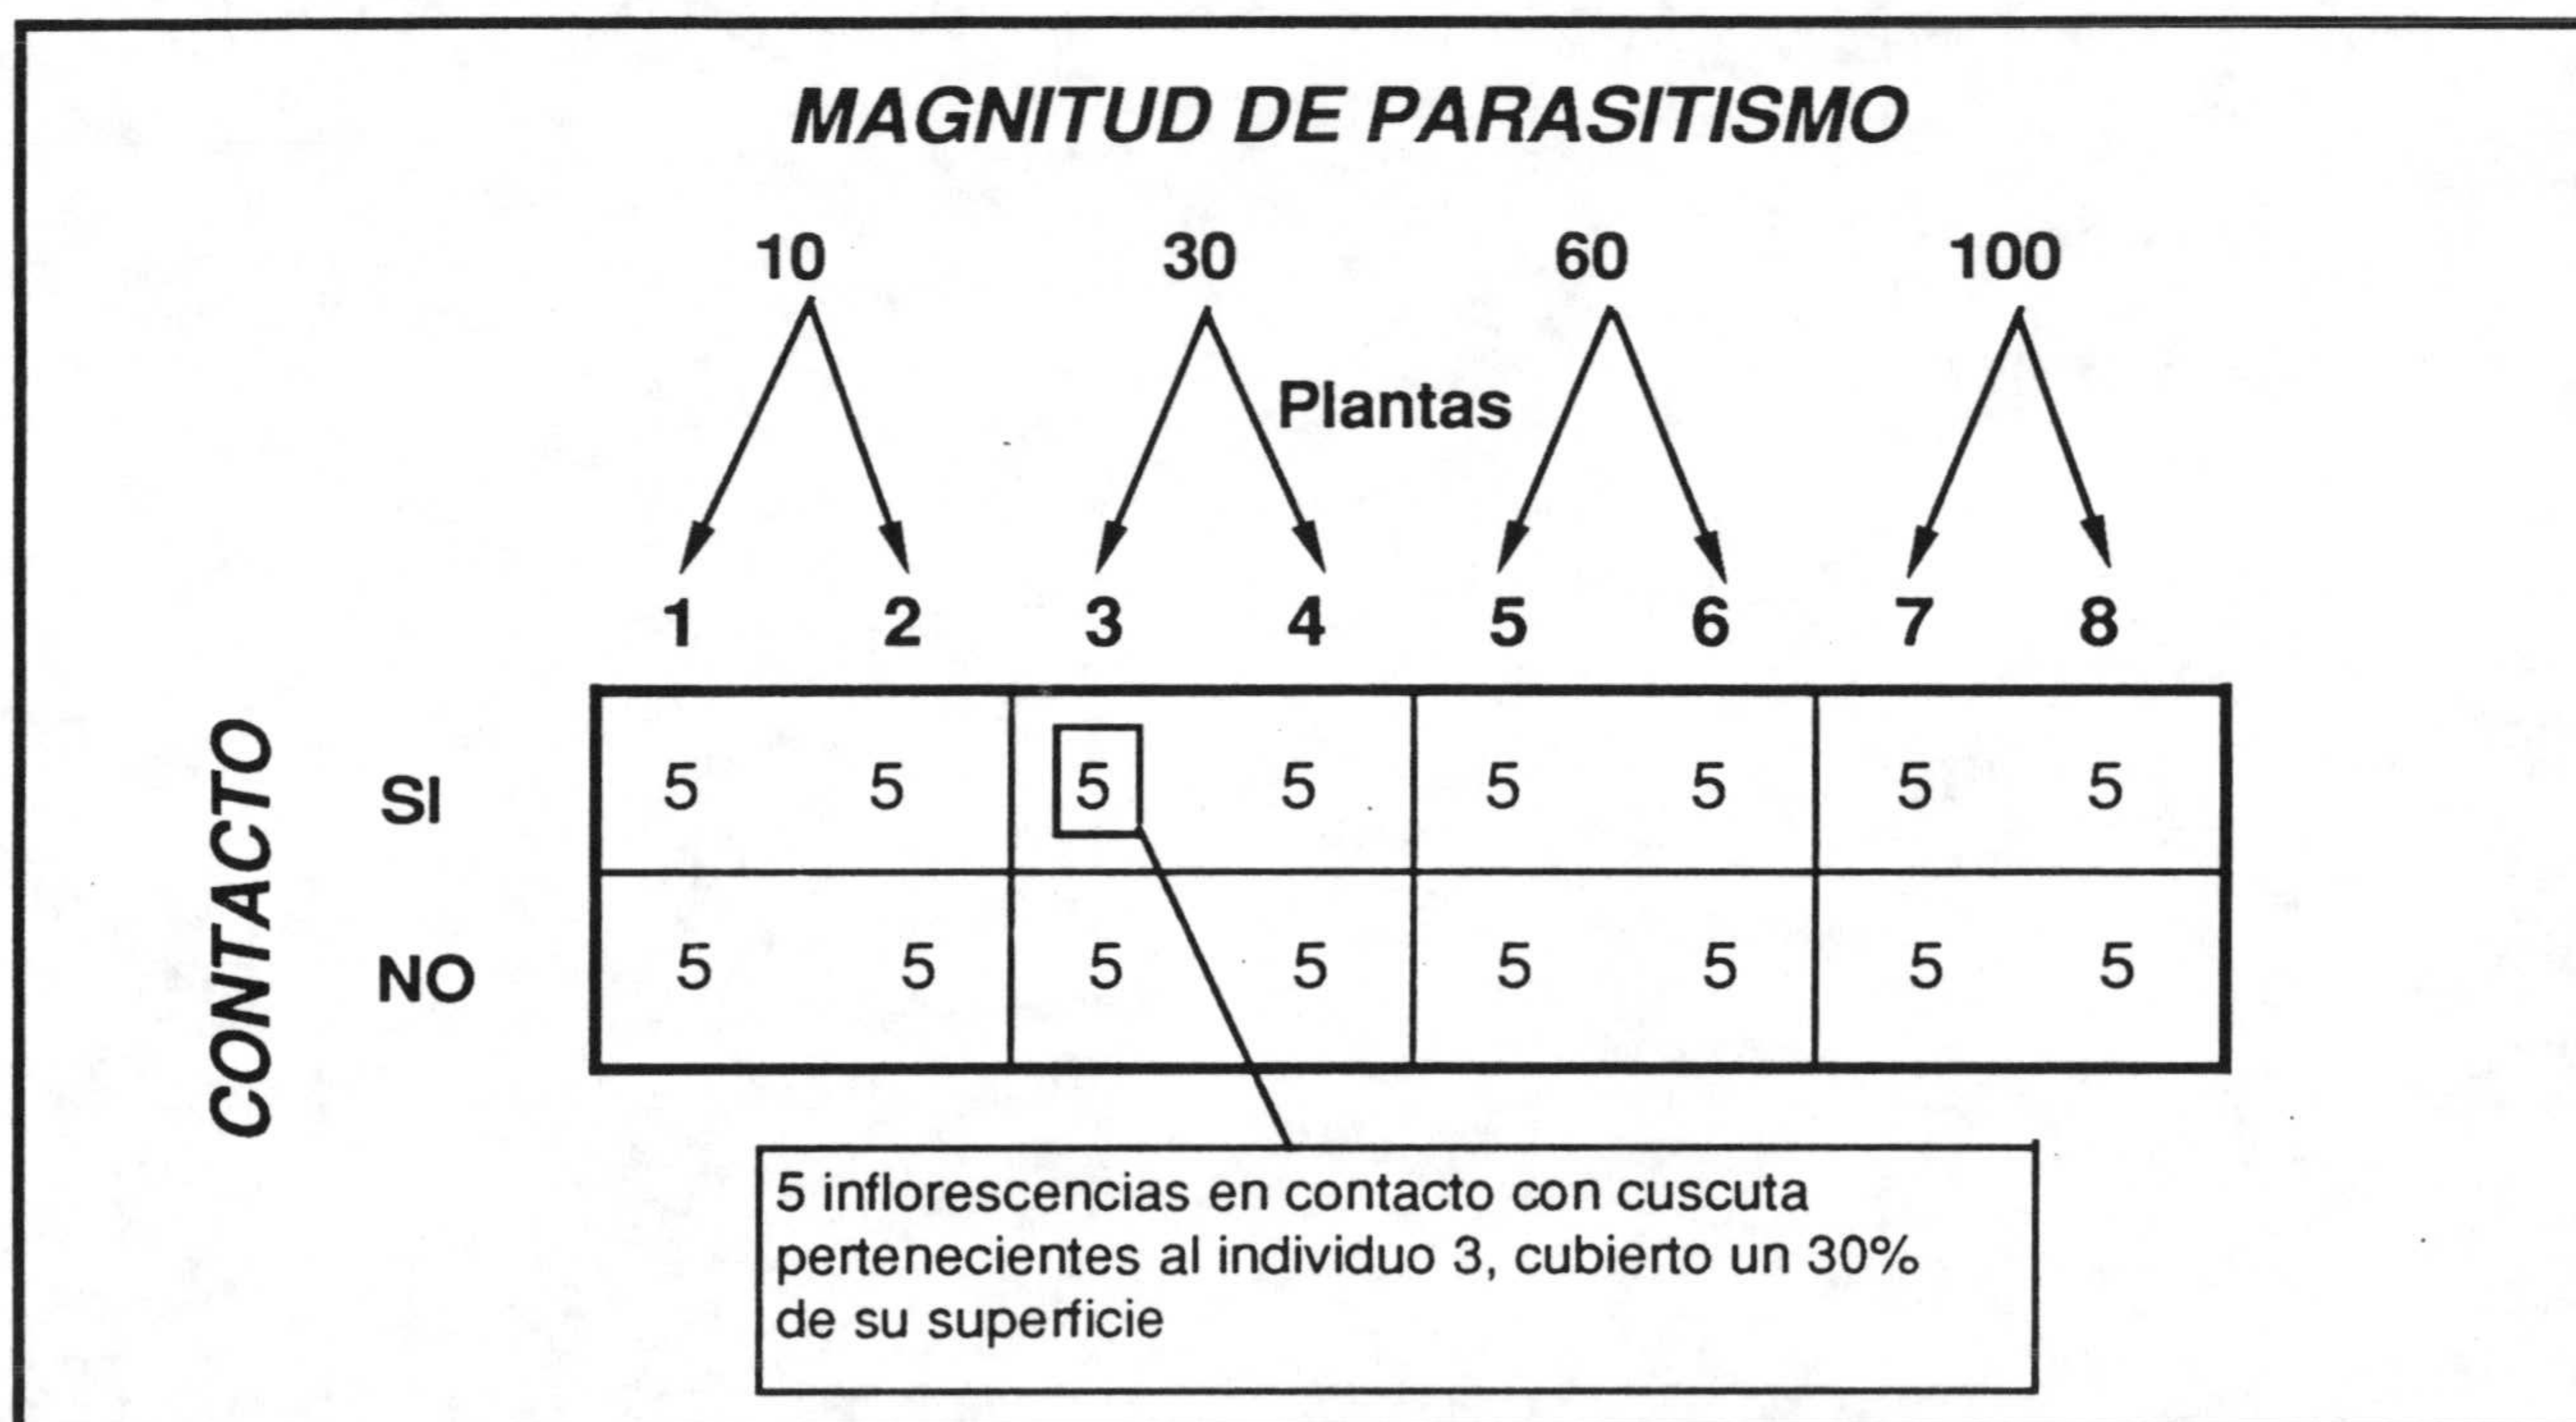 MAGNITUD DE PARASITISMO
10 30 60 100
Plantas
1 2 3 4 5 6 7 8
CONTACTO
SI 5 5 5 5 5 5 5 5
NO 5 5 5 5 5 5 5 5
5 inflorescencias en contacto con cuscuta
pertenecientes al individuo 3, cubierto un 30%
de su superficie